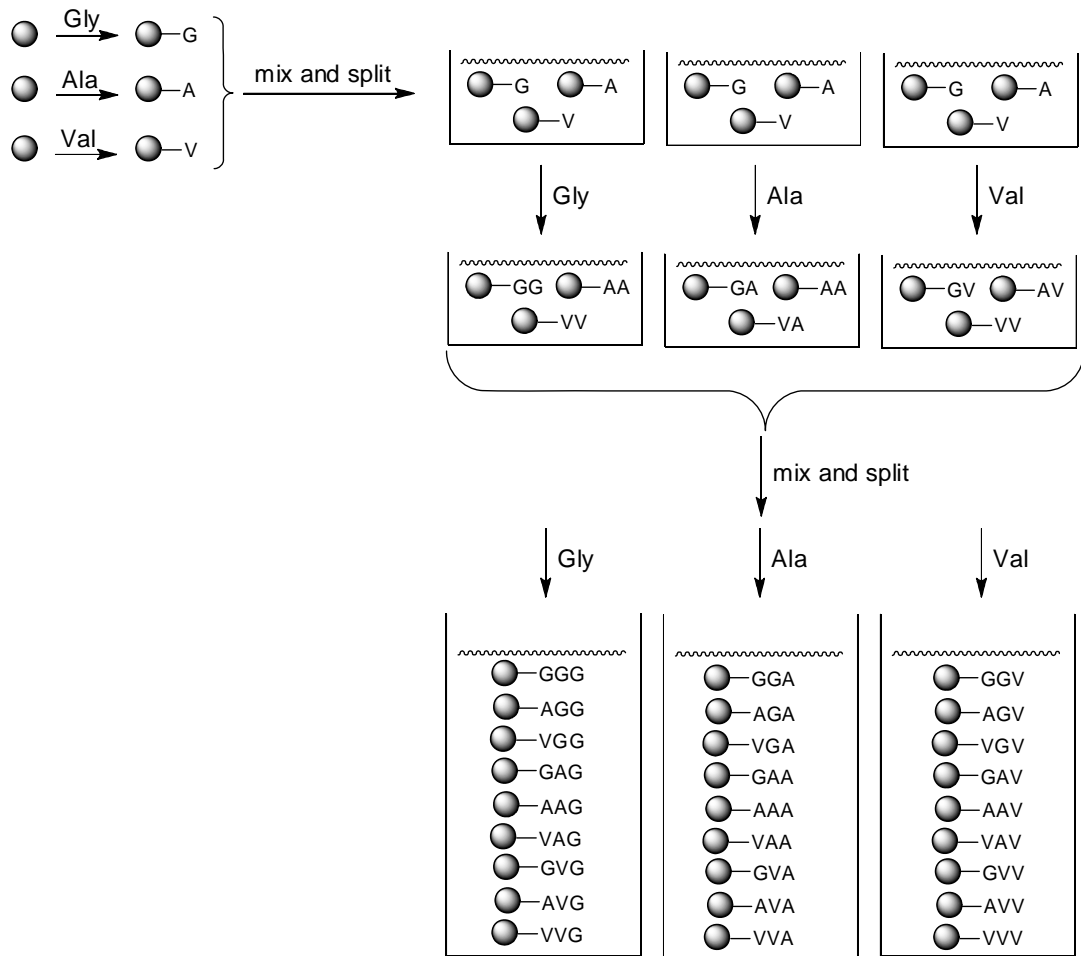 Gly
G
Ala
A
Val
V
mix and split
G A
V
G A
V
G A
V
Gly
Ala
Val
GG AA
VV
GA AA
VA
GV AV
VV
mix and split
Gly
Ala
Val
GGG
AGG
VGG
GAG
AAG
VAG
GVG
AVG
VVG
GGA
AGA
VGA
GAA
AAA
VAA
GVA
AVA
VVA
GGV
AGV
VGV
GAV
AAV
VAV
GVV
AVV
VVV